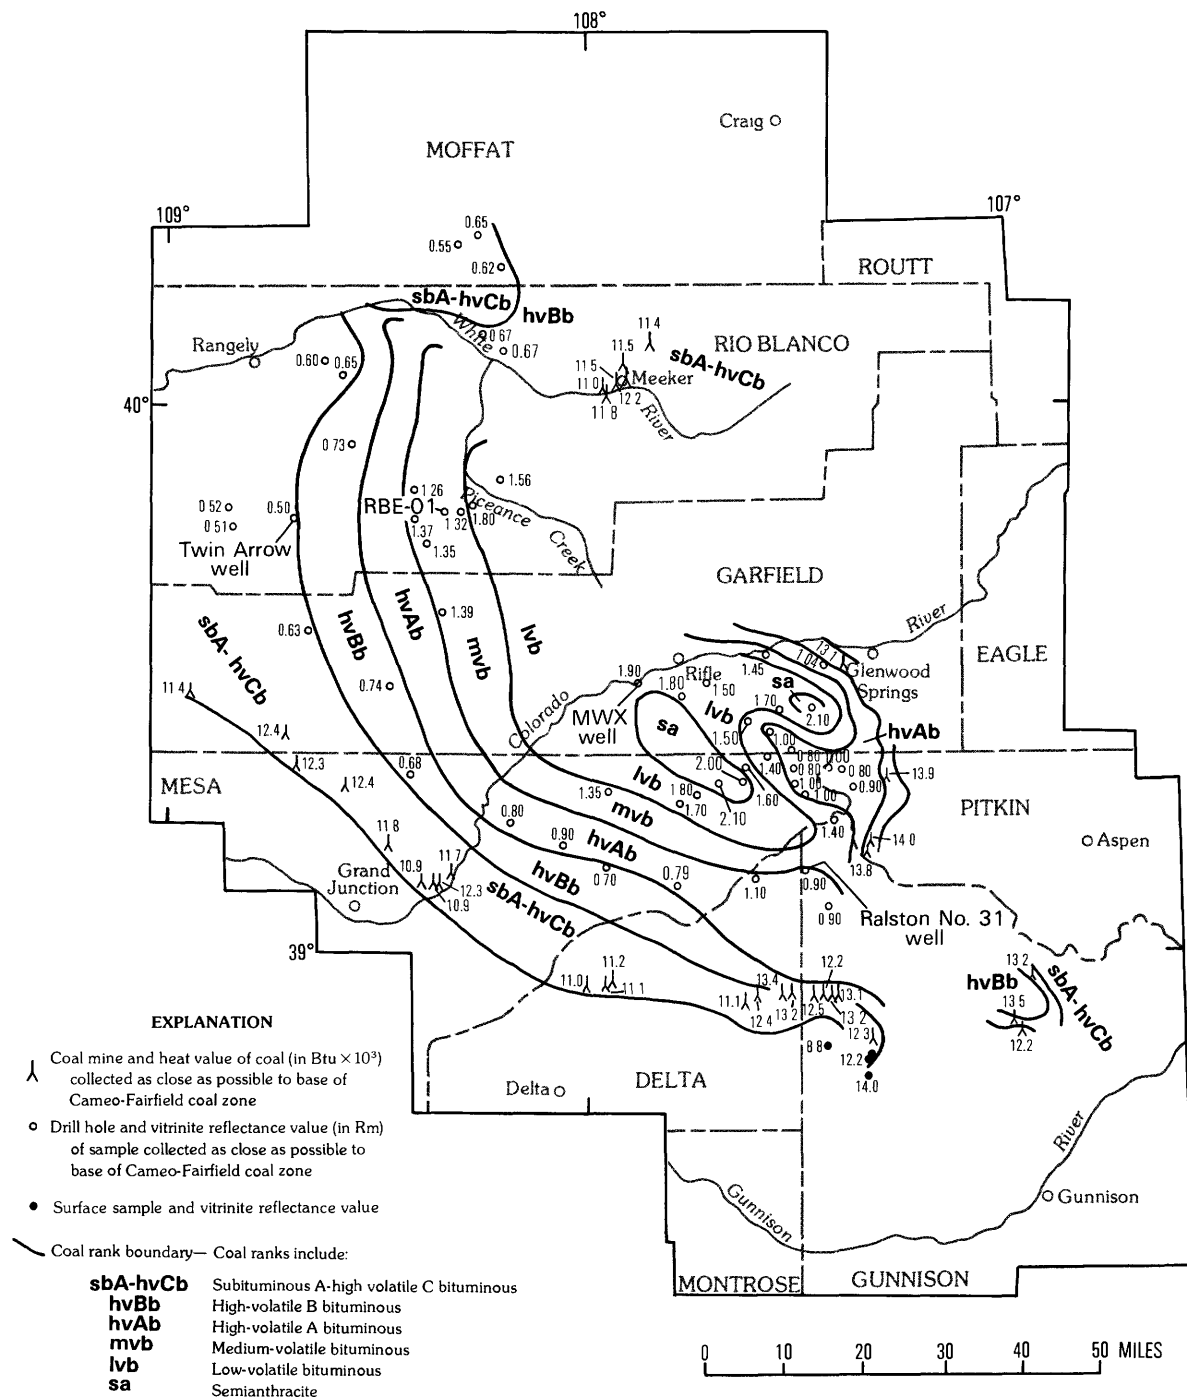 108°
Craig
MOFFAT
109°
107°
0.65
0.55
0.62
ROUTT
sbA-hvCb
hvBb
White
0 67
0.67
11 4
11.5
RIO BLANCO
Rangely
0.60
0.65
11 5
sbA-hvCb
Meeker
11 0
12 2
11 8
River
40°
0 73
1.56
1 26
0 52
0.50
RBE-01
Piceance
0 51
1 32
1.80
1.37
Twin Arrow
well
1.35
Creek
GARFIELD
hvBb
hvAb
1.39
mvb
lvb
River
sbA-hvCb
0.63
EAGLE
13.1
1 04
Glenwood
Springs
1.45
Rifle
1.90
1.80
1 50
sa
11 4
0.74
1.70
MWX
well
lvb
2.10
sa
Colorado
1.50
hvAb
12.4
1.00
12.3
0 80
1.00
MESA
0.68
2.00
1.40
0 80
0 80
13.9
12.4
lvb
1.00
0.90
1.35
1 80
1.60
1.00
PITKIN
1.70
2.10
mvb
11 8
0.80
1.40
14 0
Aspen
0.90
hvAb
13.8
10.9
11.7
Grand
Junction
12.3
10.9
hvBb
0.70
0.79
1.10
0.90
sbA-hvCb
0 90
Ralston No. 31
well
39°
11.2
12.2
13 2
11.0
11 1
13.4
13.1
hvBb
sbA-hvCb
11.1
12 4
13 2
12.5
13 2
13.5
12 3
12.2
8 8
12.2
14.0
Delta
DELTA
River
Gunnison
Gunnison
MONTROSE
GUNNISON
EXPLANATION
Coal mine and heat value of coal (in Btu × 10³)
collected as close as possible to base of
Cameo-Fairfield coal zone
Drill hole and vitrinite reflectance value (in Rm)
of sample collected as close as possible to
base of Cameo-Fairfield coal zone
Surface sample and vitrinite reflectance value
Coal rank boundary— Coal ranks include:
sbA-hvCb Subituminous A-high volatile C bituminous
hvBb High-volatile B bituminous
hvAb High-volatile A bituminous
mvb Medium-volatile bituminous
lvb Low-volatile bituminous
sa Semianthracite
0 10 20 30 40 50 MILES